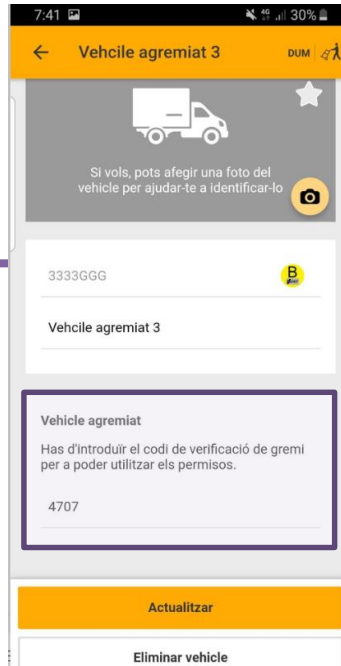 7:41 4G 30%
Vehcile agremiat 3 DUM
Si vols, pots afegir una foto del
vehicle per ajudar-te a identificar-lo
3333GGG B
Vehcile agremiat 3
Vehicle agremiat
Has d'introduïr el codi de verificació de gremi
per a poder utilitzar els permisos.
4707
Actualitzar
Eliminar vehicle